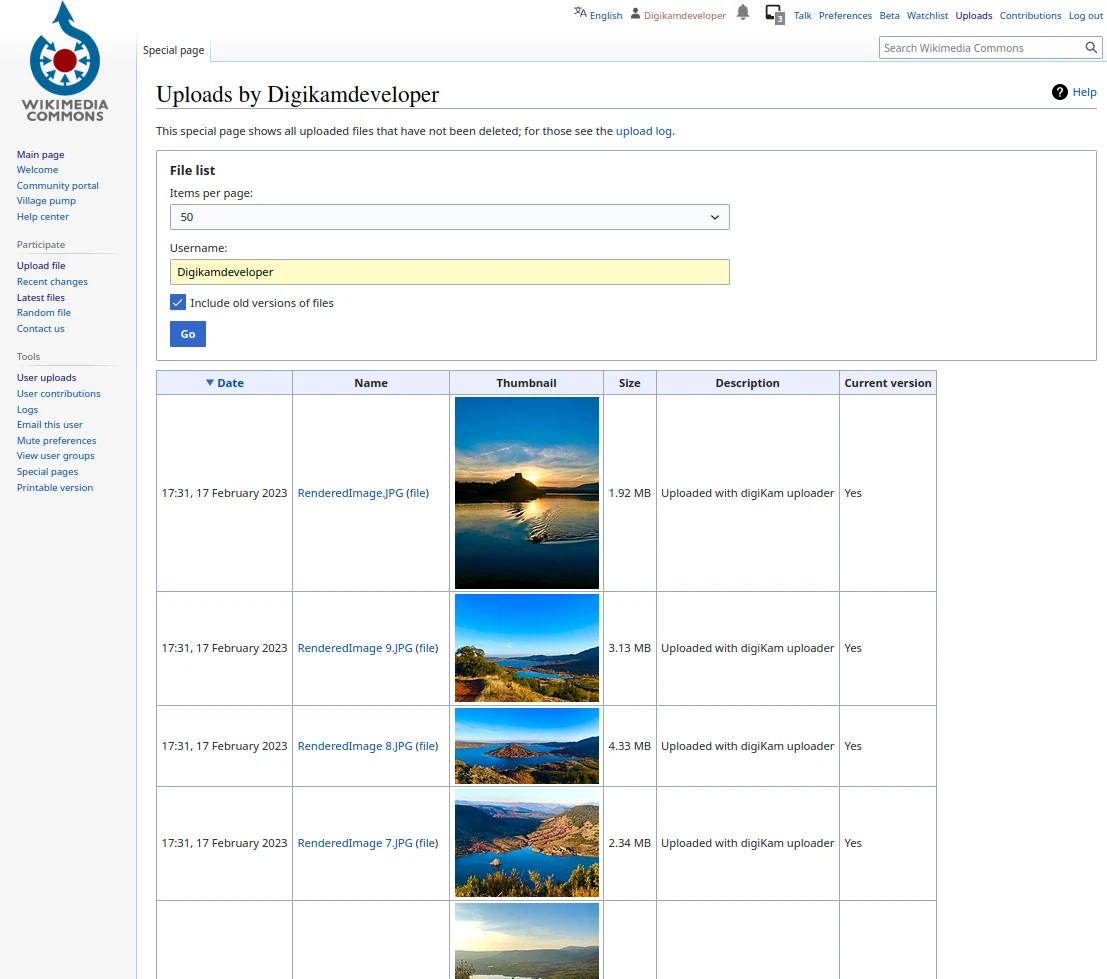 English Digikamdeveloper 3 Talk Preferences Beta Watchlist Uploads Contributions Log out
Special page
Search Wikimedia Commons
WIKIMEDIA
COMMONS
Uploads by Digikamdeveloper
Help
This special page shows all uploaded files that have not been deleted; for those see the upload log.
Main page
Welcome
Community portal
Village pump
Help center
Participate
Upload file
Recent changes
Latest files
Random file
Contact us
Tools
User uploads
User contributions
Logs
Email this user
Mute preferences
View user groups
Special pages
Printable version
File list
Items per page:
50
Username:
Digikamdeveloper
Include old versions of files
Go
Date Name Thumbnail Size Description Current version
17:31, 17 February 2023 RenderedImage.JPG (file) 1.92 MB Uploaded with digiKam uploader Yes
17:31, 17 February 2023 RenderedImage 9.JPG (file) 3.13 MB Uploaded with digiKam uploader Yes
17:31, 17 February 2023 RenderedImage 8.JPG (file) 4.33 MB Uploaded with digiKam uploader Yes
17:31, 17 February 2023 RenderedImage 7.JPG (file) 2.34 MB Uploaded with digiKam uploader Yes